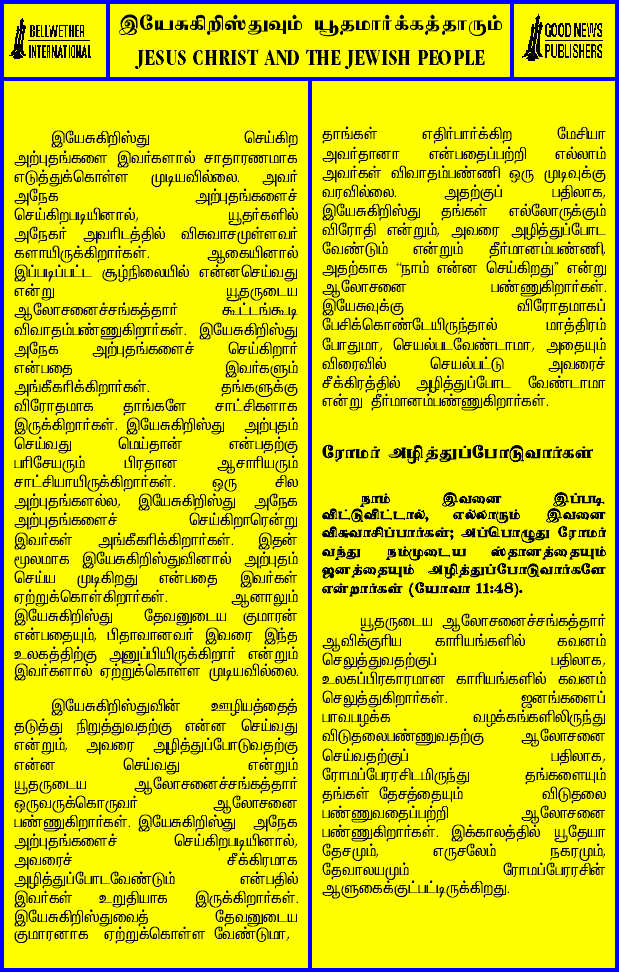 BELLWETHER
INTERNATIONAL
இயேசுகிறிஸ்துவும் யூதமார்க்கத்தாரும்
JESUS CHRIST AND THE JEWISH PEOPLE
GOOD NEWS
PUBLISHERS
இயேசுகிறிஸ்து செய்கிற
அற்புதங்களை இவர்களால் சாதாரணமாக
எடுத்துக்கொள்ள முடியவில்லை. அவர்
அநேக அற்புதங்களைச்
செய்கிறபடியினால், யூதர்களில்
அநேகர் அவரிடத்தில் விசுவாசமுள்ளவர்
களாயிருக்கிறார்கள். ஆகையினால்
இப்படிப்பட்ட சூழ்நிலையில் என்னசெய்வது
என்று யூதருடைய
ஆலோசனைச்சங்கத்தார் கூட்டங்கூடி
விவாதம்பண்ணுகிறார்கள். இயேசுகிறிஸ்து
அநேக அற்புதங்களைச் செய்கிறார்
என்பதை இவர்களும்
அங்கீகரிக்கிறார்கள். தங்களுக்கு
விரோதமாக தாங்களே சாட்சிகளாக
இருக்கிறார்கள். இயேசுகிறிஸ்து அற்புதம்
செய்வது மெய்தான் என்பதற்கு
பரிசேயரும் பிரதான ஆசாரியரும்
சாட்சியாயிருக்கிறார்கள். ஒரு சில
அற்புதங்களல்ல, இயேசுகிறிஸ்து அநேக
அற்புதங்களைச் செய்கிறாரென்று
இவர்கள் அங்கீகரிக்கிறார்கள். இதன்
மூலமாக இயேசுகிறிஸ்துவினால் அற்புதம்
செய்ய முடிகிறது என்பதை இவர்கள்
ஏற்றுக்கொள்கிறார்கள். ஆனாலும்
இயேசுகிறிஸ்து தேவனுடைய குமாரன்
என்பதையும், பிதாவானவர் இவரை இந்த
உலகத்திற்கு அனுப்பியிருக்கிறார் என்றும்
இவர்களால் ஏற்றுக்கொள்ள முடியவில்லை.
இயேசுகிறிஸ்துவின் ஊழியத்தைத்
தடுத்து நிறுத்துவதற்கு என்ன செய்வது
என்றும், அவரை அழித்துப்போடுவதற்கு
என்ன செய்வது என்றும்
யூதருடைய ஆலோசனைச்சங்கத்தார்
ஒருவருக்கொருவர் ஆலோசனை
பண்ணுகிறார்கள். இயேசுகிறிஸ்து அநேக
அற்புதங்களைச் செய்கிறபடியினால்,
அவரைச் சீக்கிரமாக
அழித்துப்போடவேண்டும் என்பதில்
இவர்கள் உறுதியாக இருக்கிறார்கள்.
இயேசுகிறிஸ்துவைத் தேவனுடைய
குமாரனாக ஏற்றுக்கொள்ள வேண்டுமா,
தாங்கள் எதிர்பார்க்கிற மேசியா
அவர்தானா என்பதைப்பற்றி எல்லாம்
அவர்கள் விவாதம்பண்ணி ஒரு முடிவுக்கு
வரவில்லை. அதற்குப் பதிலாக,
இயேசுகிறிஸ்து தங்கள் எல்லோருக்கும்
விரோதி என்றும், அவரை அழித்துப்போட
வேண்டும் என்றும் தீர்மானம்பண்ணி,
அதற்காக “நாம் என்ன செய்கிறது” என்று
ஆலோசனை பண்ணுகிறார்கள்.
இயேசுவுக்கு விரோதமாகப்
பேசிக்கொண்டேயிருந்தால் மாத்திரம்
போதுமா, செயல்படவேண்டாமா, அதையும்
விரைவில் செயல்பட்டு அவரைச்
சீக்கிரத்தில் அழித்துப்போட வேண்டாமா
என்று தீர்மானம்பண்ணுகிறார்கள்.
ரோமர் அழித்துப்போடுவார்கள்
நாம் இவனை இப்படி
விட்டுவிட்டால், எல்லாரும் இவனை
விசுவாசிப்பார்கள்; அப்பொழுது ரோமர்
வந்து நம்முடைய ஸ்தானத்தையும்
ஜனத்தையும் அழித்துப்போடுவார்களே
என்றார்கள் (யோவா 11:48).
யூதருடைய ஆலோசனைச்சங்கத்தார்
ஆவிக்குரிய காரியங்களில் கவனம்
செலுத்துவதற்குப் பதிலாக,
உலகப்பிரகாரமான காரியங்களில் கவனம்
செலுத்துகிறார்கள். ஜனங்களைப்
பாவபழக்க வழக்கங்களிலிருந்து
விடுதலைபண்ணுவதற்கு ஆலோசனை
செய்வதற்குப் பதிலாக,
ரோமப்பேரரசிடமிருந்து தங்களையும்
தங்கள் தேசத்தையும் விடுதலை
பண்ணுவதைப்பற்றி ஆலோசனை
பண்ணுகிறார்கள். இக்காலத்தில் யூதேயா
தேசமும், எருசலேம் நகரமும்,
தேவாலயமும் ரோமப்பேரரசின்
ஆளுகைக்குட்பட்டிருக்கிறது.